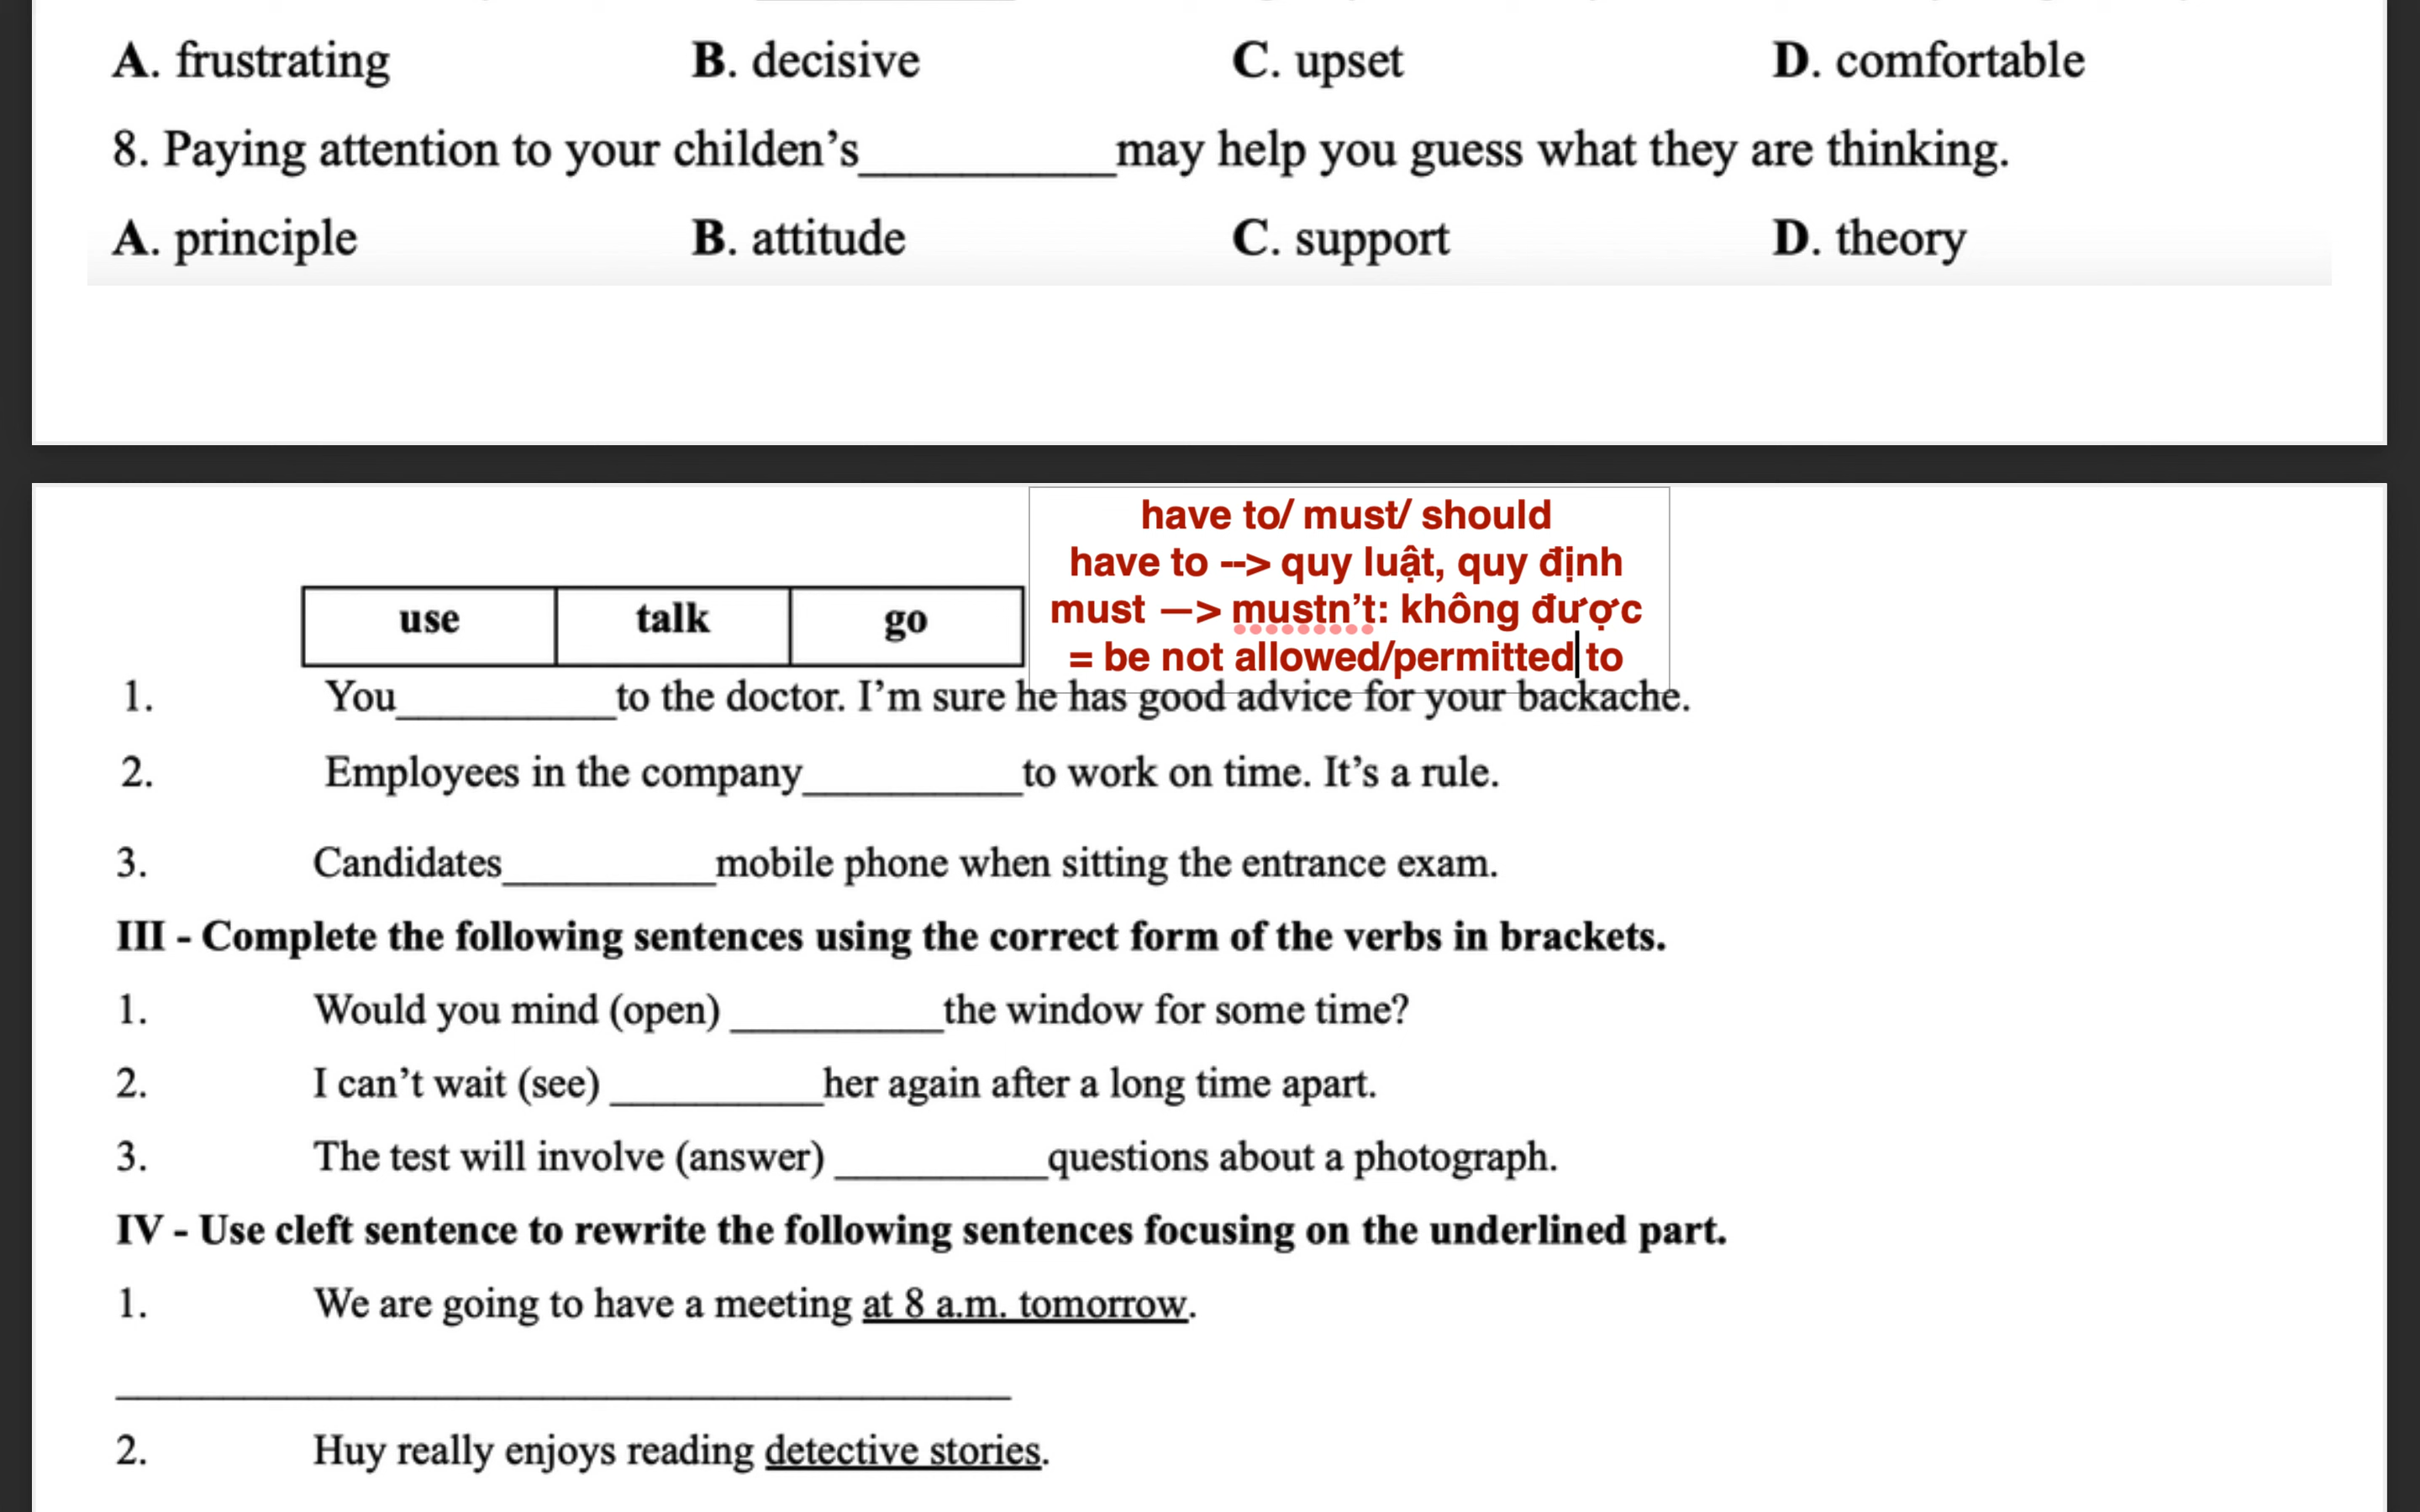 A. frustrating B. decisive C. upset D. comfortable
8. Paying attention to your childen’s__________may help you guess what they are thinking.
A. principle B. attitude C. support D. theory
have to/ must/ should
have to --> quy luật, quy định
must —> mustn’t: không được
= be not allowed/permitted to
use talk go
1. You__________to the doctor. I’m sure he has good advice for your backache.
2. Employees in the company__________to work on time. It’s a rule.
3. Candidates__________mobile phone when sitting the entrance exam.
III - Complete the following sentences using the correct form of the verbs in brackets.
1. Would you mind (open) __________the window for some time?
2. I can’t wait (see) __________her again after a long time apart.
3. The test will involve (answer) __________questions about a photograph.
IV - Use cleft sentence to rewrite the following sentences focusing on the underlined part.
1. We are going to have a meeting at 8 a.m. tomorrow.
2. Huy really enjoys reading detective stories.